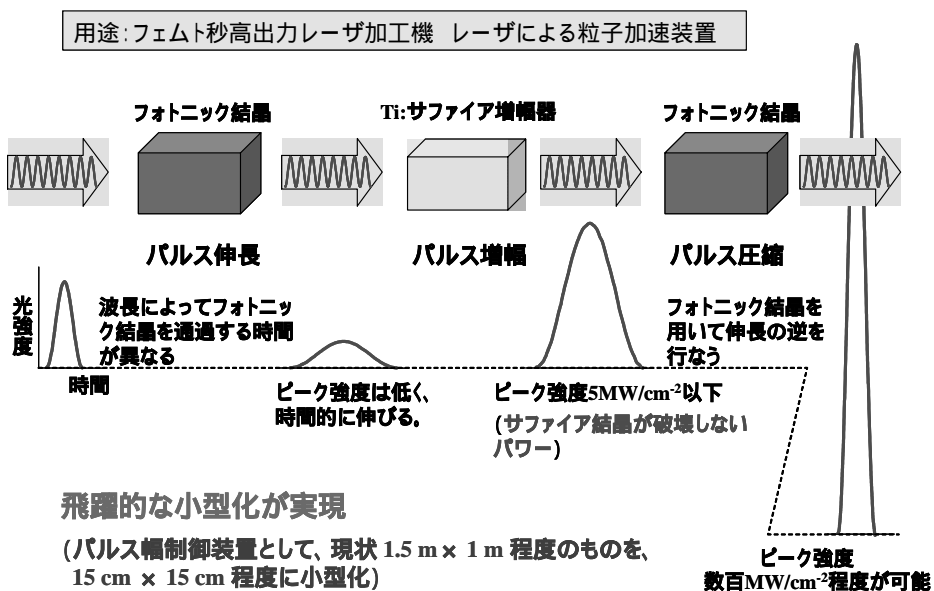 用途:フェムト秒高出力レーザ加工機 レーザによる粒子加速装置
フォトニック結晶
Ti:サファイア増幅器
フォトニック結晶
パルス伸長
パルス増幅
パルス圧縮
光強度
波長によってフォトニッ
ク結晶を通過する時間
が異なる
フォトニック結晶を
用いて伸長の逆を
行なう
時間
ピーク強度は低く、
時間的に伸びる。
ピーク強度5MW/cm⁻²以下
(サファイア結晶が破壊しない
パワー)
飛躍的な小型化が実現
(パルス幅制御装置として、現状 1.5 m × 1 m 程度のものを、
15 cm × 15 cm 程度に小型化)
ピーク強度
数百MW/cm⁻²程度が可能